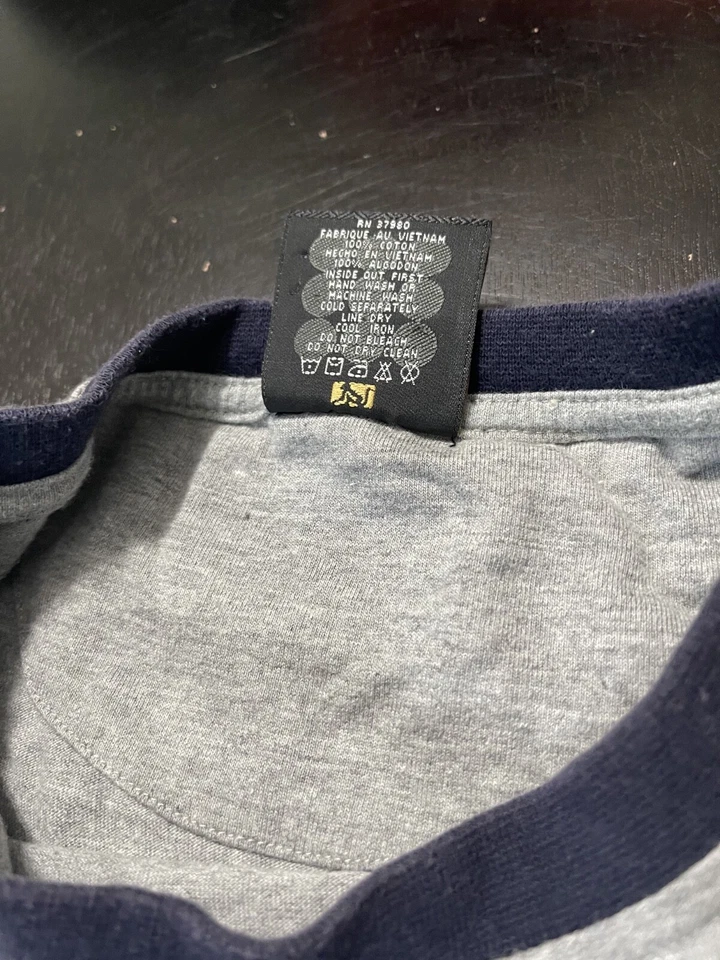 RN 37980
FABRIQUE AU VIETNAM
100% COTON
HECHO EN VIETNAM
100% ALGODON
INSIDE OUT FIRST
HAND WASH OR
MACHINE WASH
COLD SEPARATELY
LINE DRY
COOL IRON
DO NOT BLEACH
DO NOT DRY CLEAN